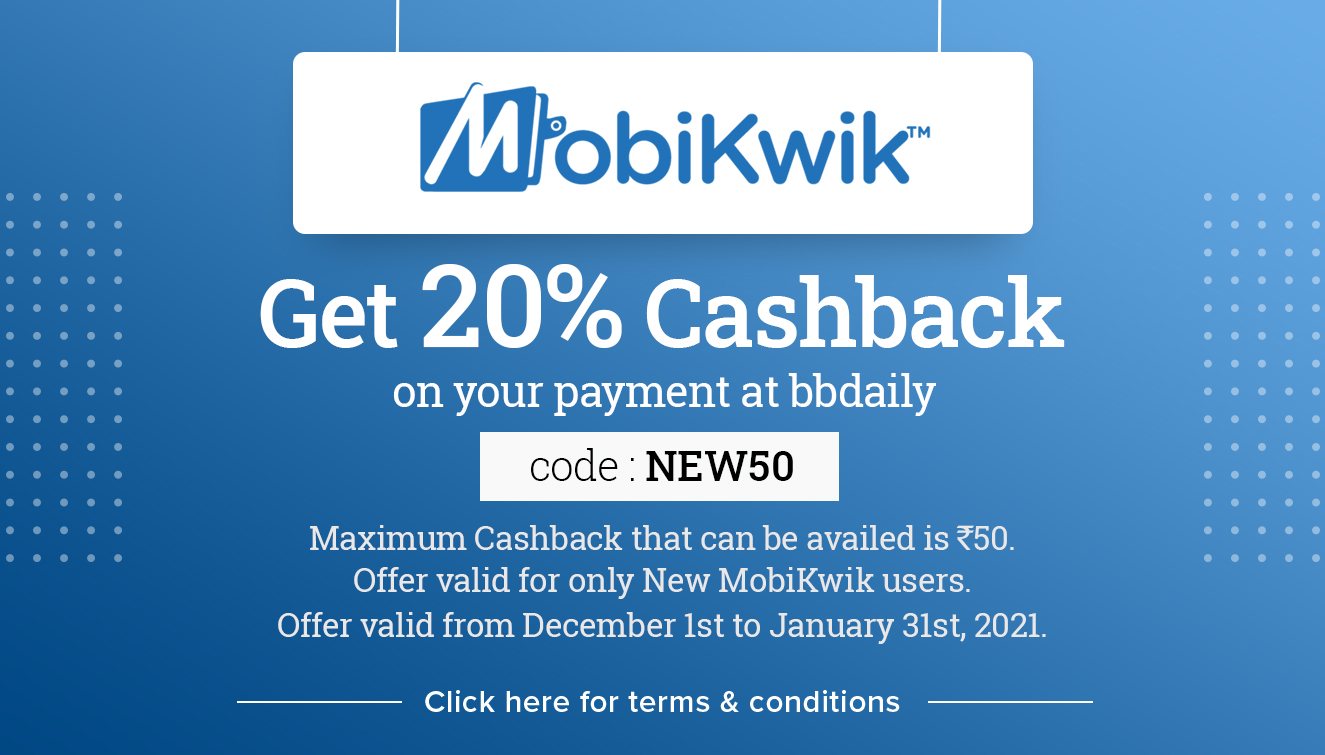 MobiKwik™
Get 20% Cashback
on your payment at bbdaily
code : NEW50
Maximum Cashback that can be availed is ₹50.
Offer valid for only New MobiKwik users.
Offer valid from December 1st to January 31st, 2021.
Click here for terms & conditions